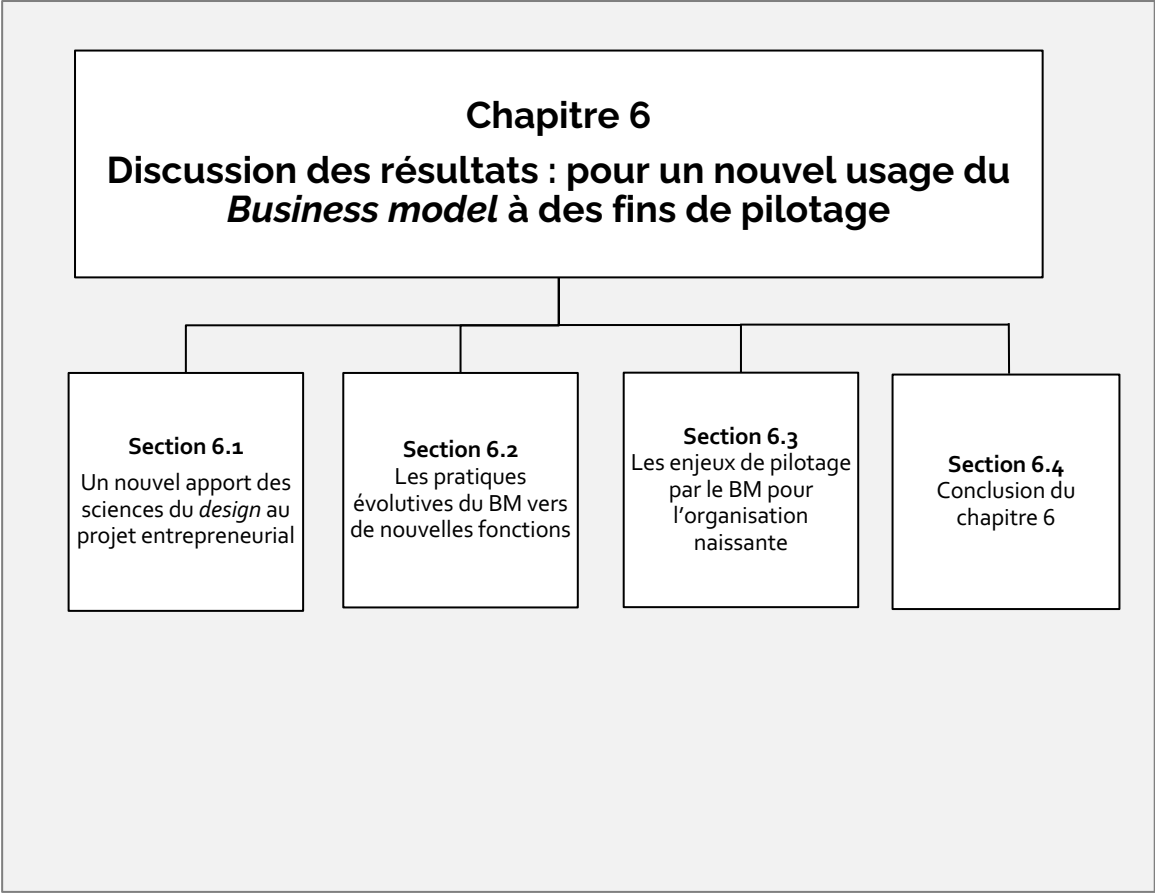 Chapitre 6
Discussion des résultats : pour un nouvel usage du
Business model à des fins de pilotage
Section 6.1
Un nouvel apport des
sciences du design au
projet entrepreneurial
Section 6.2
Les pratiques
évolutives du BM vers
de nouvelles fonctions
Section 6.3
Les enjeux de pilotage
par le BM pour
l’organisation
naissante
Section 6.4
Conclusion du
chapitre 6